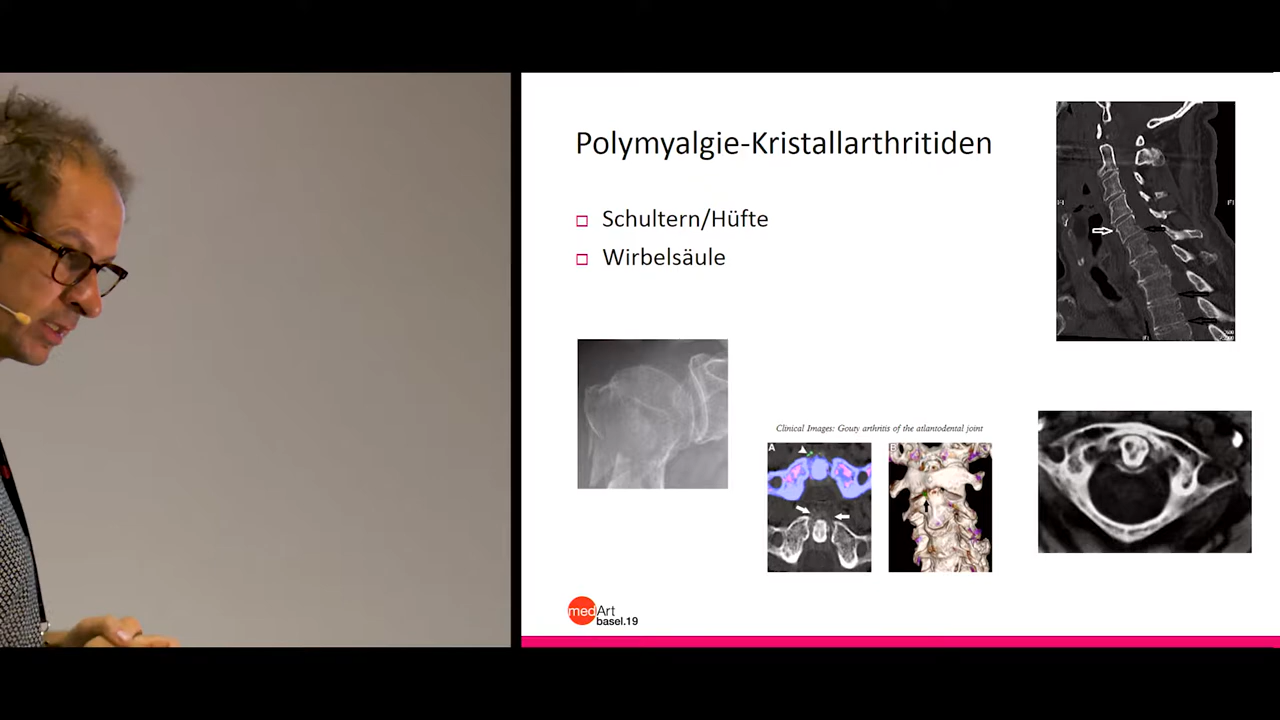 Polymyalgie-Kristallarthritiden
Schultern/Hüfte
Wirbelsäule
Clinical Images: Gouty arthritis of the atlantodental joint
A
B
medArt
basel.19